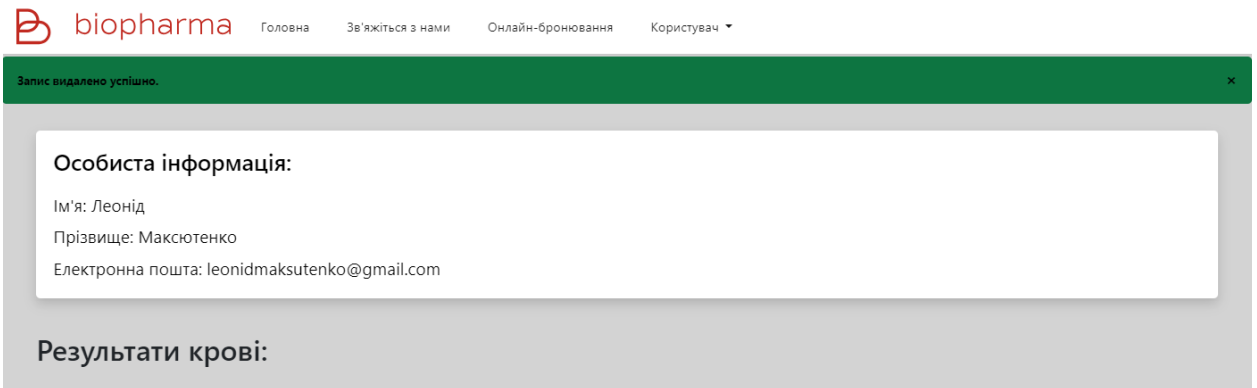 biopharma Головна Зв'яжіться з нами Онлайн-бронювання Користувач
Запис видалено успішно. ×
Особиста інформація:
Ім'я: Леонід
Прізвище: Максютенко
Електронна пошта: leonidmaksutenko@gmail.com
Результати крові: